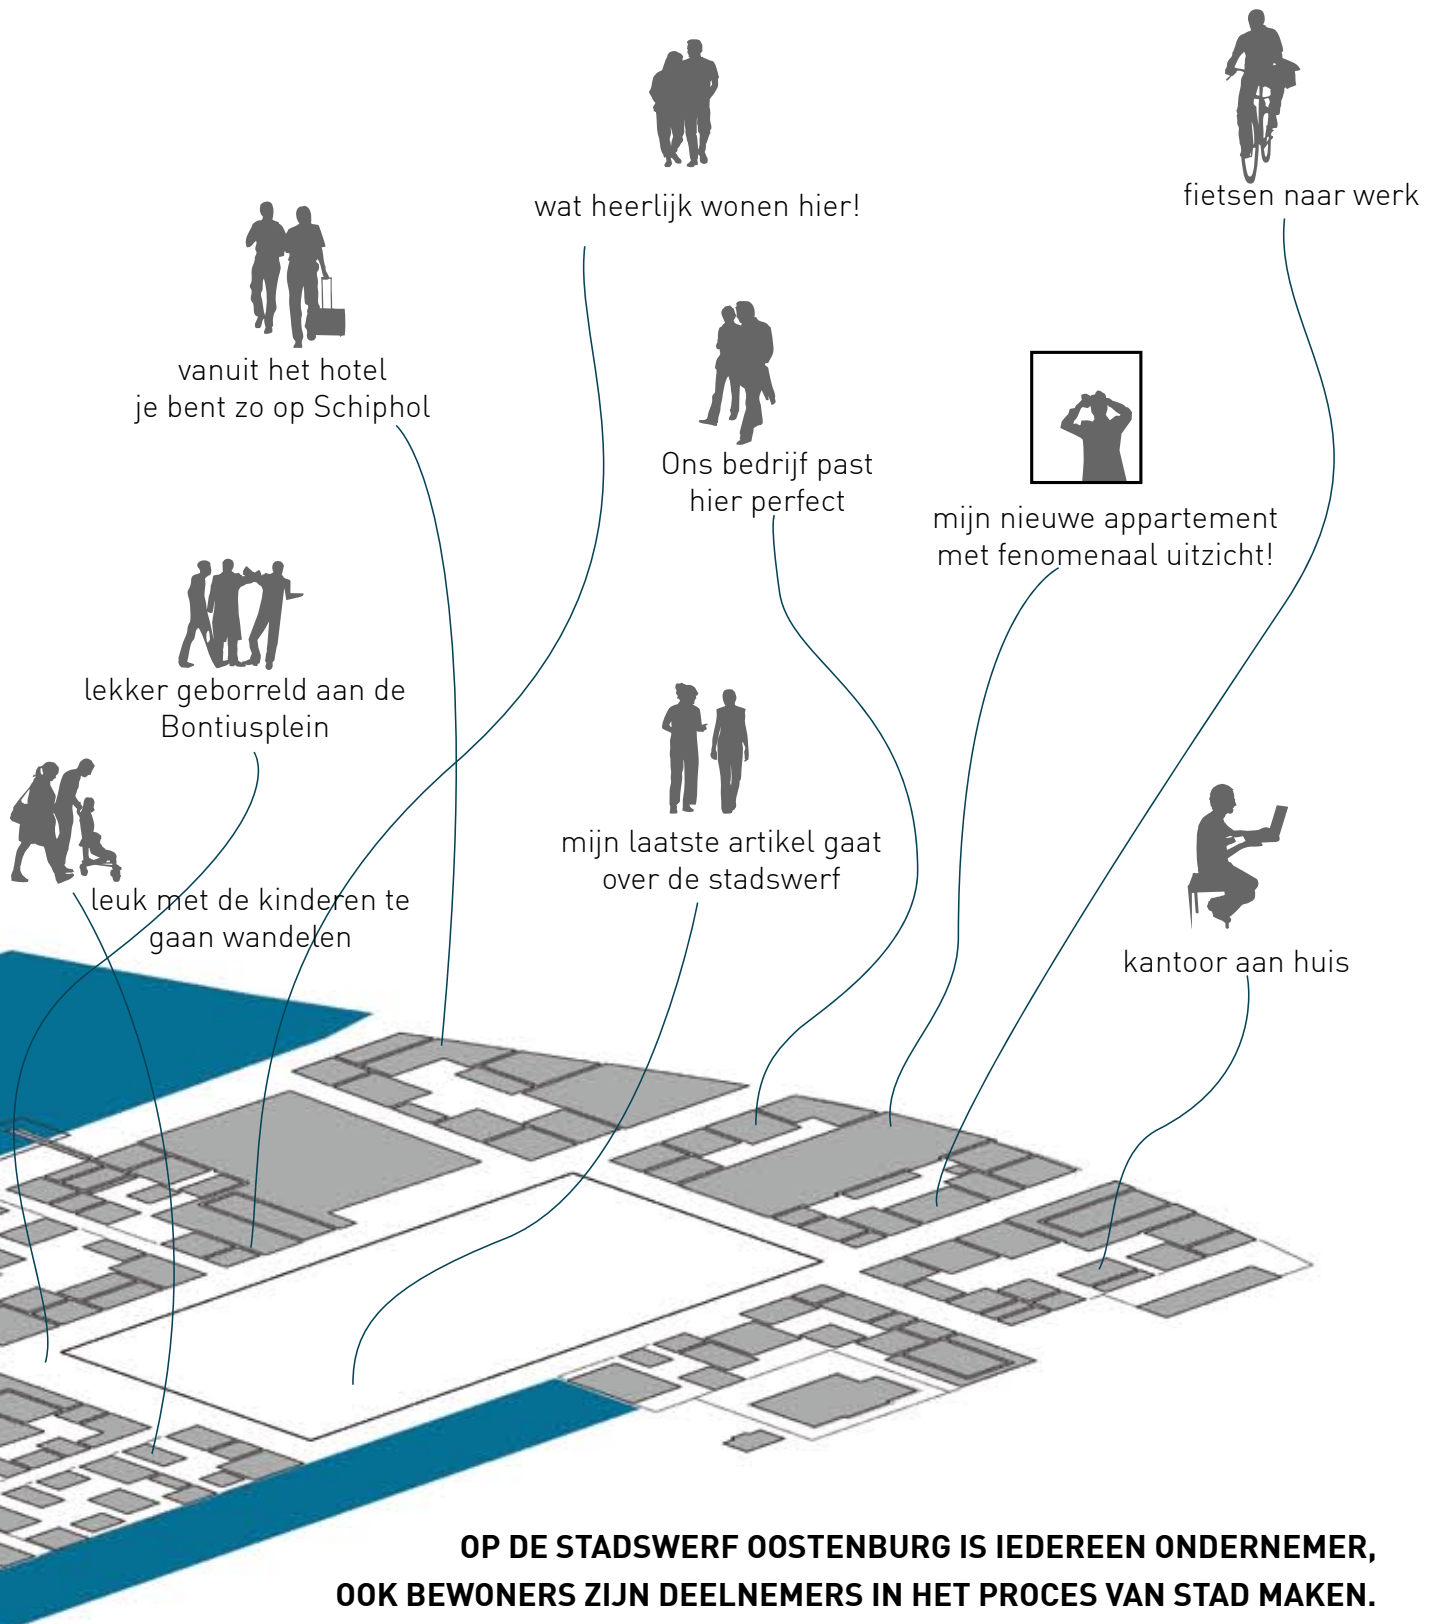 wat heerlijk wonen hier!
fietsen naar werk
vanuit het hotel
je bent zo op Schiphol
Ons bedrijf past
hier perfect
mijn nieuwe appartement
met fenomenaal uitzicht!
lekker geborreld aan de
Bontiusplein
mijn laatste artikel gaat
over de stadswerf
leuk met de kinderen te
gaan wandelen
kantoor aan huis
OP DE STADSWERF OOSTENBURG IS IEDEREEN ONDERNEMER,
OOK BEWONERS ZIJN DEELNEMERS IN HET PROCES VAN STAD MAKEN.